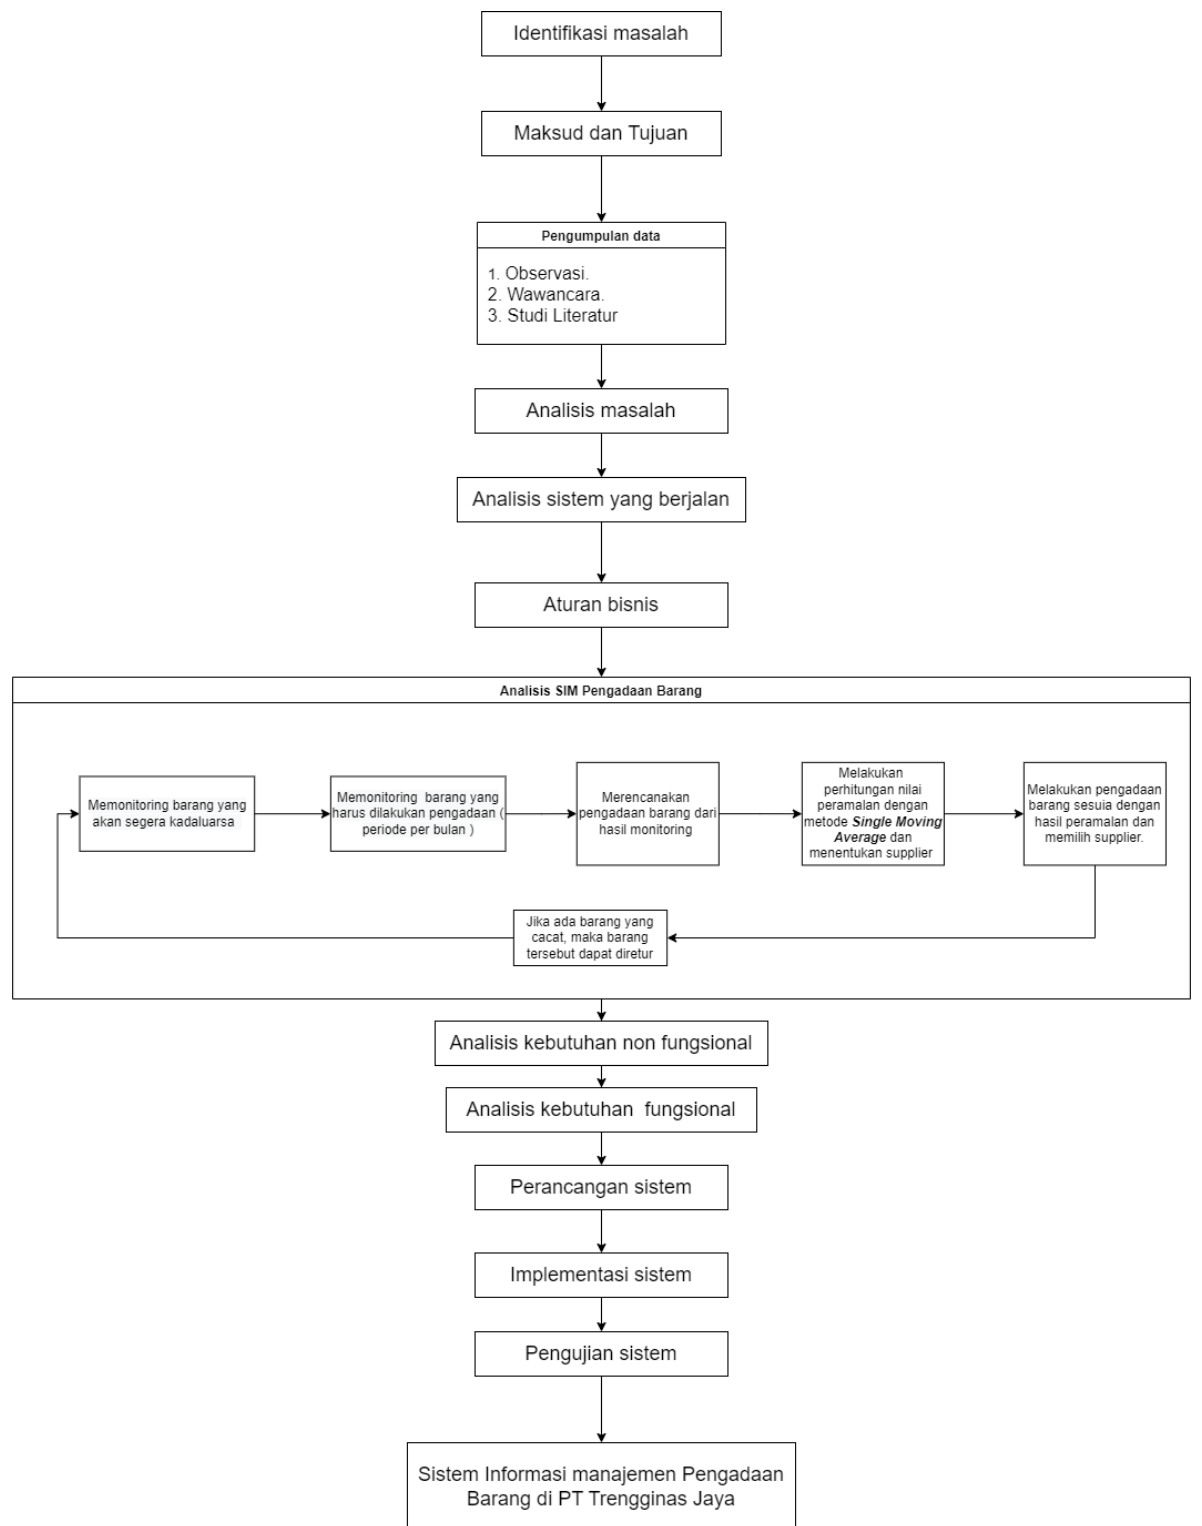 Identifikasi masalah
Maksud dan Tujuan
Pengumpulan data
1. Observasi.
2. Wawancara.
3. Studi Literatur
Analisis masalah
Analisis sistem yang berjalan
Aturan bisnis
Analisis SIM Pengadaan Barang
Memonitoring barang yang
akan segera kadaluarsa
Memonitoring barang yang
harus dilakukan pengadaan (
periode per bulan )
Merencanakan
pengadaan barang dari
hasil monitoring
Melakukan
perhitungan nilai
peramalan dengan
metode Single Moving
Average dan
menentukan supplier
Melakukan pengadaan
barang sesuia dengan
hasil peramalan dan
memilih supplier.
Jika ada barang yang
cacat, maka barang
tersebut dapat diretur
Analisis kebutuhan non fungsional
Analisis kebutuhan fungsional
Perancangan sistem
Implementasi sistem
Pengujian sistem
Sistem Informasi manajemen Pengadaan
Barang di PT Trengginas Jaya